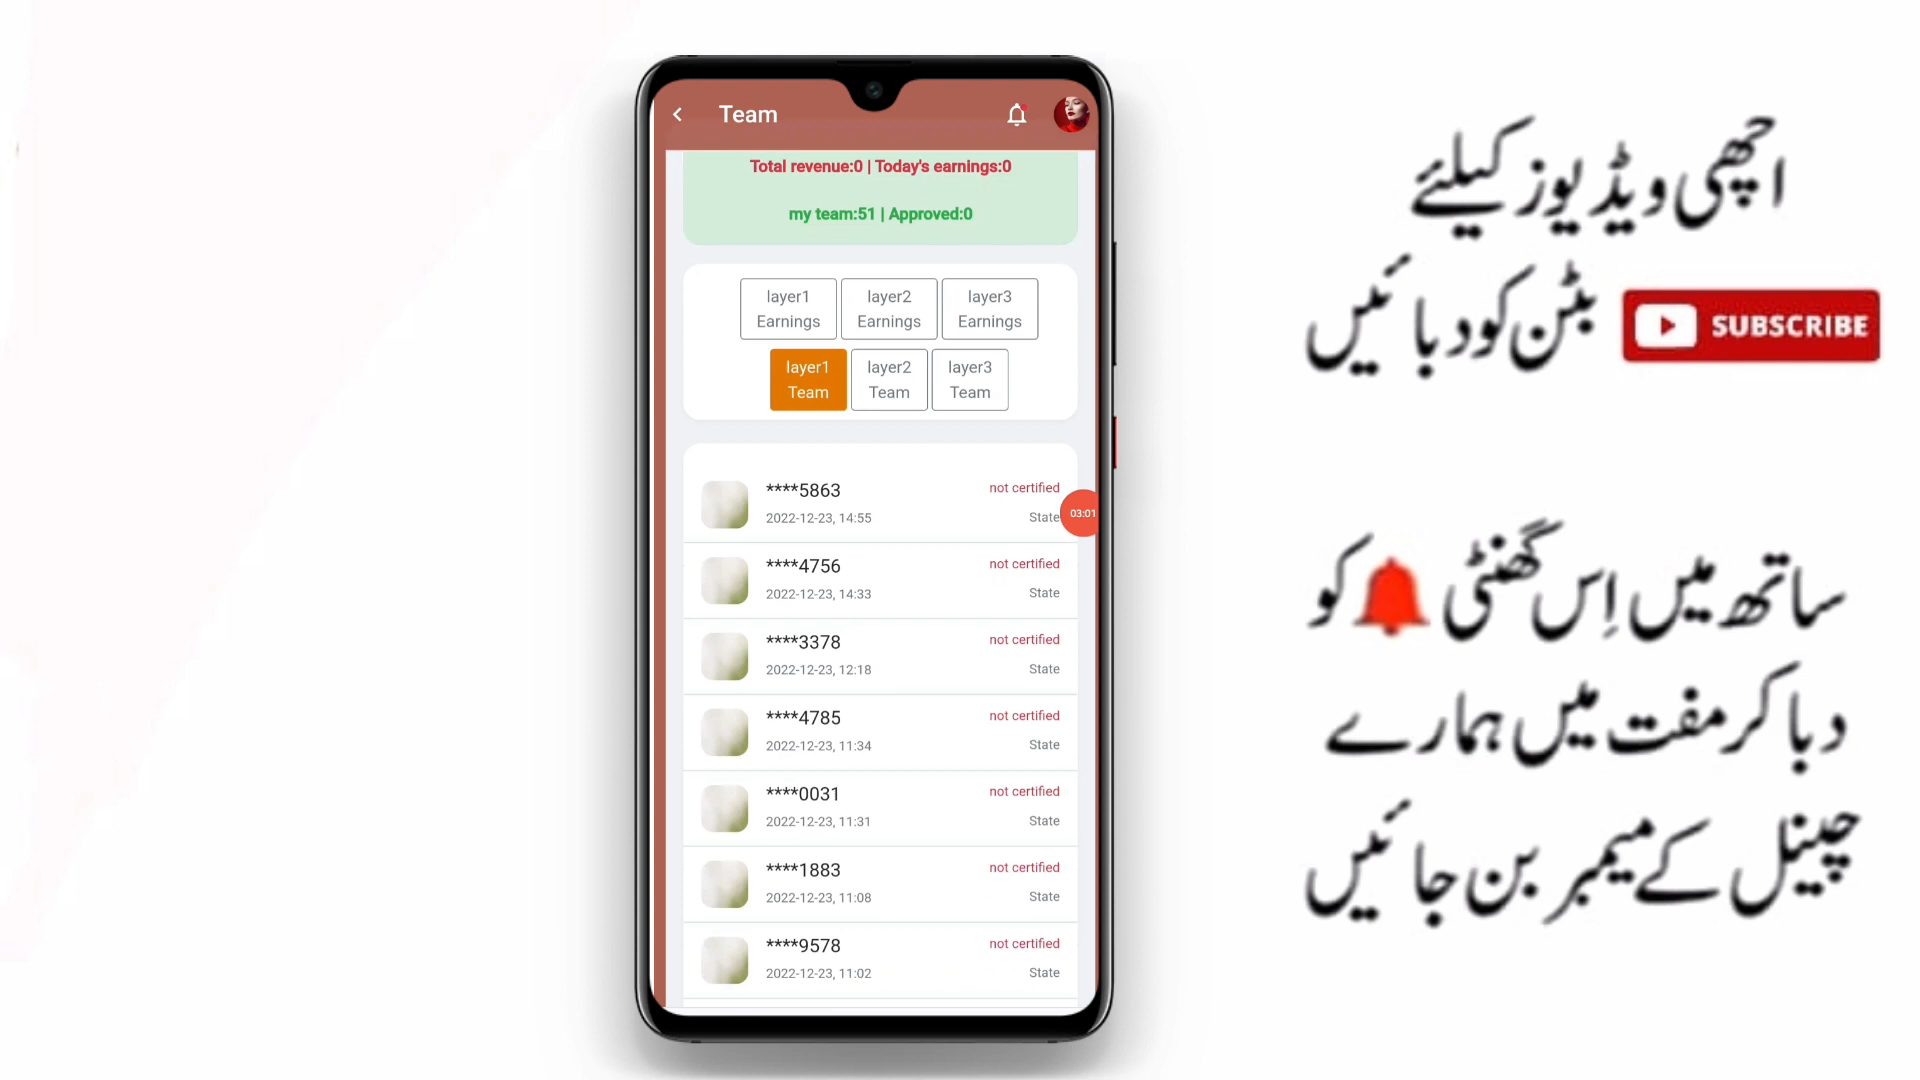 Team
Total revenue:0 | Today's earnings:0
my team:51 | Approved:0
layer1 Earnings
layer2 Earnings
layer3 Earnings
layer1 Team
layer2 Team
layer3 Team
****5863 not certified
2022-12-23, 14:55 State
03:01
****4756 not certified
2022-12-23, 14:33 State
****3378 not certified
2022-12-23, 12:18 State
****4785 not certified
2022-12-23, 11:34 State
****0031 not certified
2022-12-23, 11:31 State
****1883 not certified
2022-12-23, 11:08 State
****9578 not certified
2022-12-23, 11:02 State
اچھی ویڈیوز کیلئے
SUBSCRIBE بٹن کو دبائیں
ساتھ میں اِس گھنٹی کو
دبا کر مفت میں ہمارے
چینل کے میمبر بن جائیں